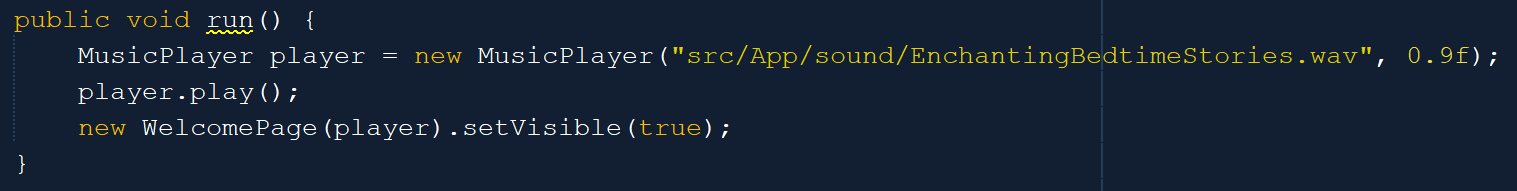 public void run() {
    MusicPlayer player = new MusicPlayer("src/App/sound/EnchantingBedtimeStories.wav", 0.9f);
    player.play();
    new WelcomePage(player).setVisible(true);
}